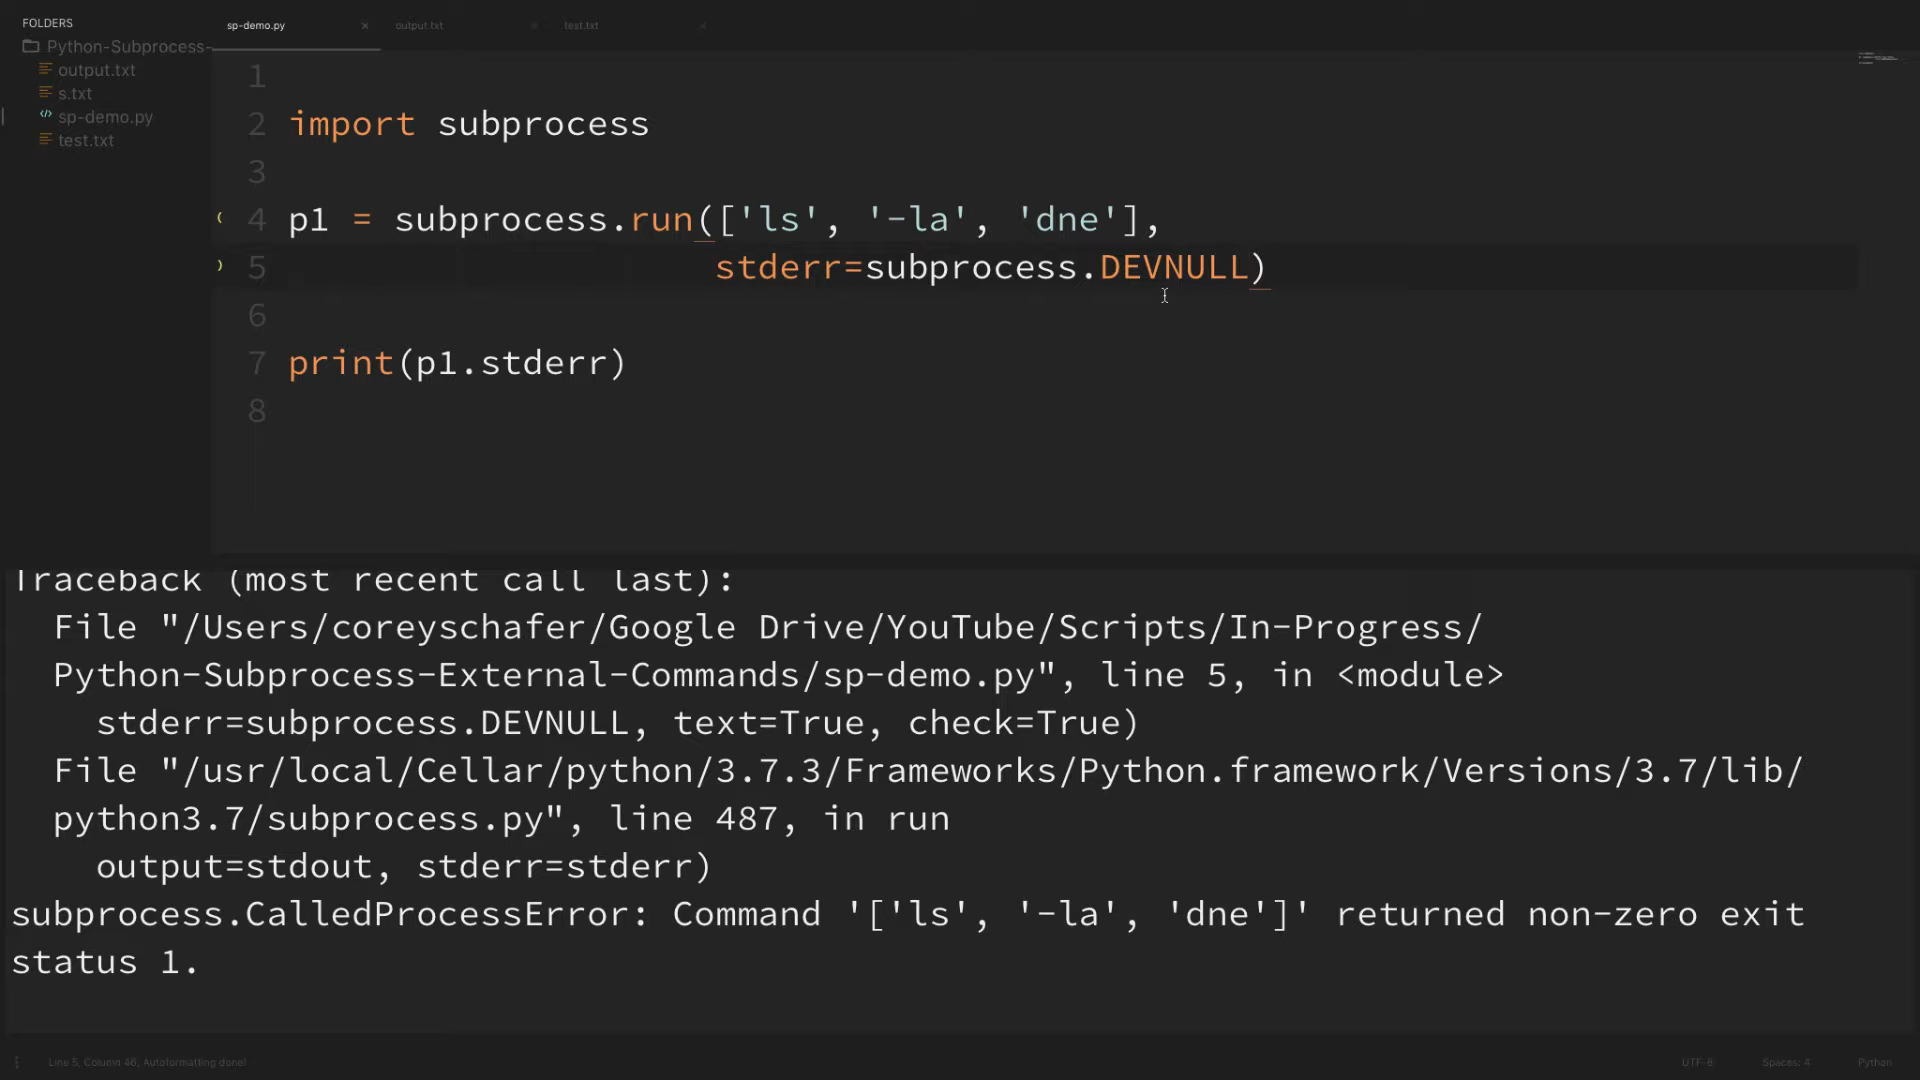 FOLDERS
Python-Subprocess-
output.txt
s.txt
sp-demo.py
test.txt
sp-demo.py × output.txt test.txt
1
2 import subprocess
3
4 p1 = subprocess.run(['ls', '-la', 'dne'],
5 stderr=subprocess.DEVNULL)
6
7 print(p1.stderr)
8
Traceback (most recent call last):
File "/Users/coreyschafer/Google Drive/YouTube/Scripts/In-Progress/
Python-Subprocess-External-Commands/sp-demo.py", line 5, in <module>
stderr=subprocess.DEVNULL, text=True, check=True)
File "/usr/local/Cellar/python/3.7.3/Frameworks/Python.framework/Versions/3.7/lib/
python3.7/subprocess.py", line 487, in run
output=stdout, stderr=stderr)
subprocess.CalledProcessError: Command '['ls', '-la', 'dne']' returned non-zero exit
status 1.
Line 5, Column 46, Autoformatting done! UTF-8 Spaces: 4 Python